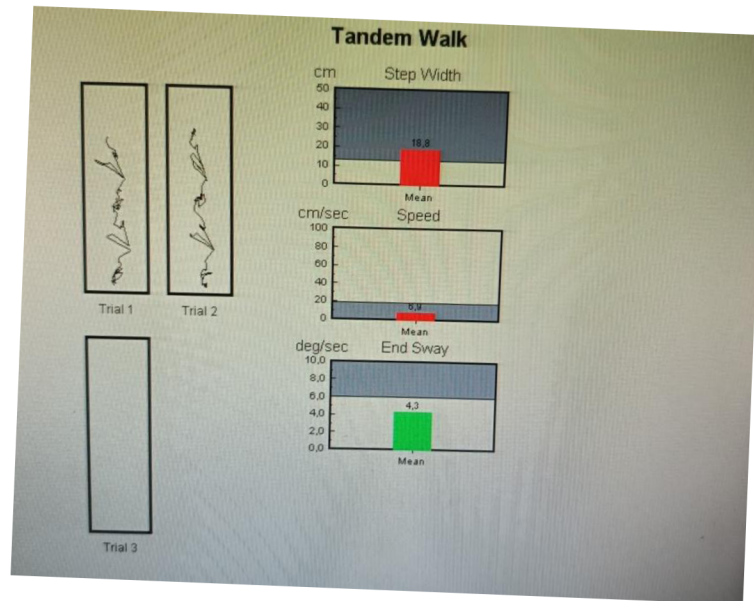 Tandem Walk
cm Step Width
50
40
30
20
10
0
18,8
Mean
cm/sec Speed
100
80
60
40
20
0
6,9
Mean
deg/sec End Sway
10,0
8,0
6,0
4,0
2,0
0,0
4,3
Mean
Trial 1
Trial 2
Trial 3